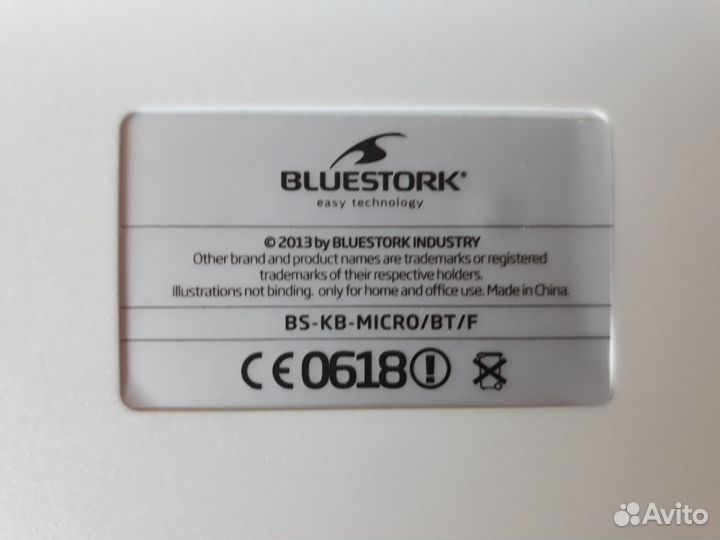 BLUESTORK®
easy technology
© 2013 by BLUESTORK INDUSTRY
Other brand and product names are trademarks or registered
trademarks of their respective holders.
Illustrations not binding. only for home and office use. Made in China.
BS-KB-MICRO/BT/F
CE0618!
Avito